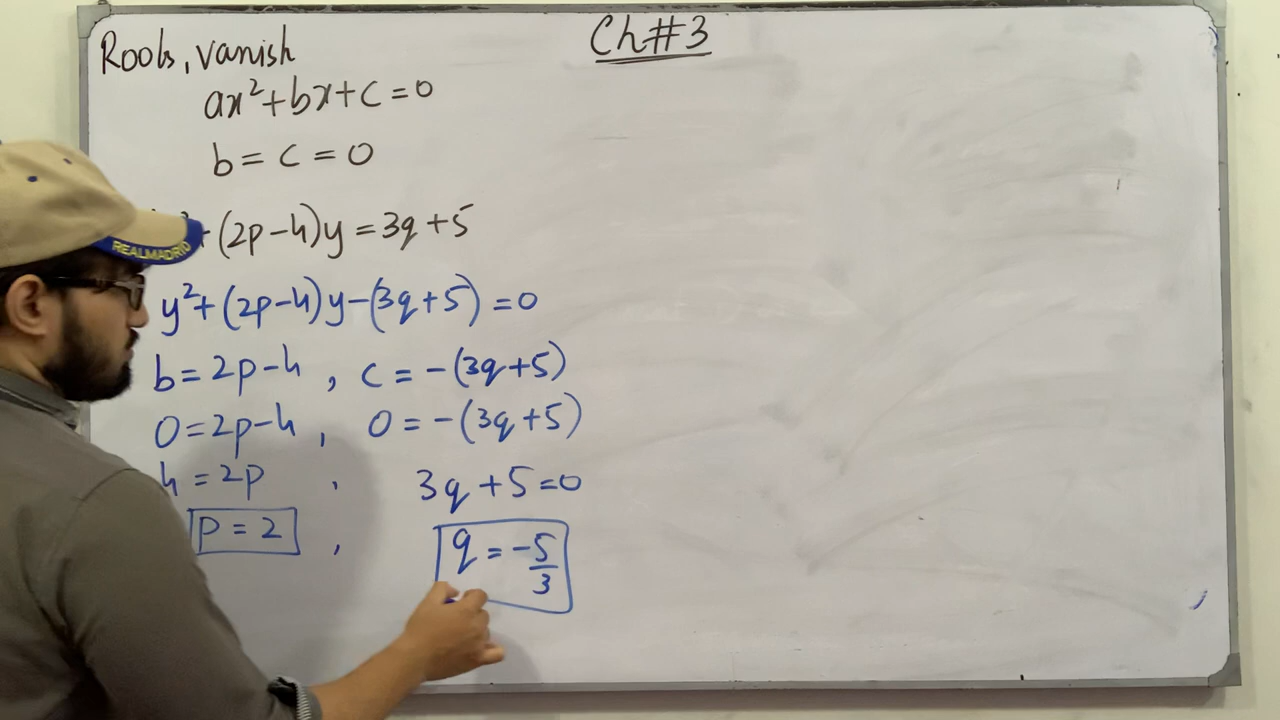 Roots, vanish
Ch#3
ax²+bx+c=0
b=c=0
+(2p-4)y=3q+5
REALMADRID
y²+(2p-4)y-(3q+5)=0
b=2p-4, c=-(3q+5)
0=2p-4, 0=-(3q+5)
4=2p, 3q+5=0
p=2, q=-5/3